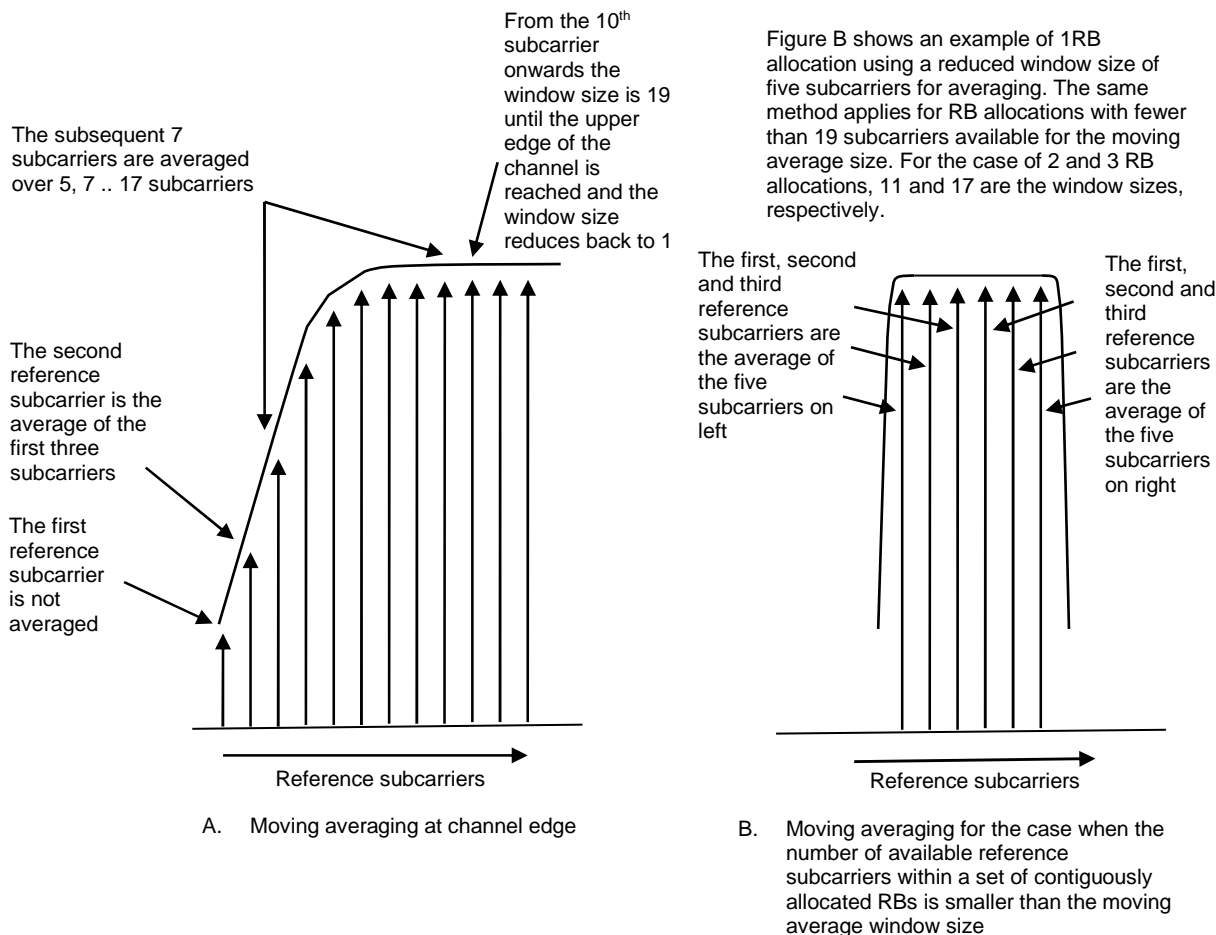 From the 10th
subcarrier
onwards the
window size is 19
until the upper
edge of the
channel is
reached and the
window size
reduces back to 1
The subsequent 7
subcarriers are averaged
over 5, 7 .. 17 subcarriers
The second
reference
subcarrier is the
average of the
first three
subcarriers
The first
reference
subcarrier
is not
averaged
Reference subcarriers
A. Moving averaging at channel edge
Figure B shows an example of 1RB
allocation using a reduced window size of
five subcarriers for averaging. The same
method applies for RB allocations with fewer
than 19 subcarriers available for the moving
average size. For the case of 2 and 3 RB
allocations, 11 and 17 are the window sizes,
respectively.
The first, second
and third
reference
subcarriers are
the average of
the five
subcarriers on
left
The first,
second and
third
reference
subcarriers
are the
average of
the five
subcarriers
on right
Reference subcarriers
B. Moving averaging for the case when the
number of available reference
subcarriers within a set of contiguously
allocated RBs is smaller than the moving
average window size